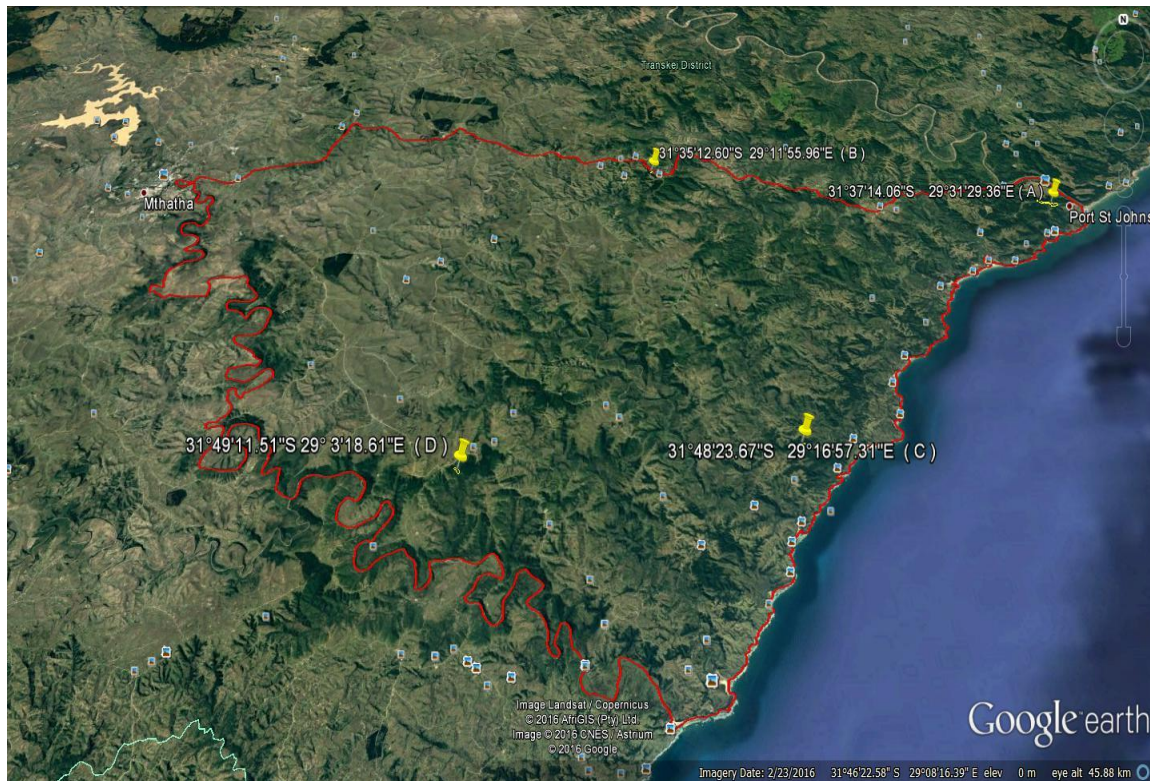 N
Transkei District
31°35'12.60"S 29°11'55.96"E ( B )
31°37'14.06"S 29°31'29.36"E ( A )
Mthatha
Port St Johns
31°49'11.51"S 29° 3'18.61"E ( D )
31°48'23.67"S 29°16'57.31"E ( C )
Image Landsat / Copernicus
© 2016 AfriGIS (Pty) Ltd.
Image © 2016 CNES / Astrium
© 2016 Google
Google earth
Imagery Date: 2/23/2016 31°46'22.58" S 29°08'16.39" E elev 0 m eye alt 45.88 km